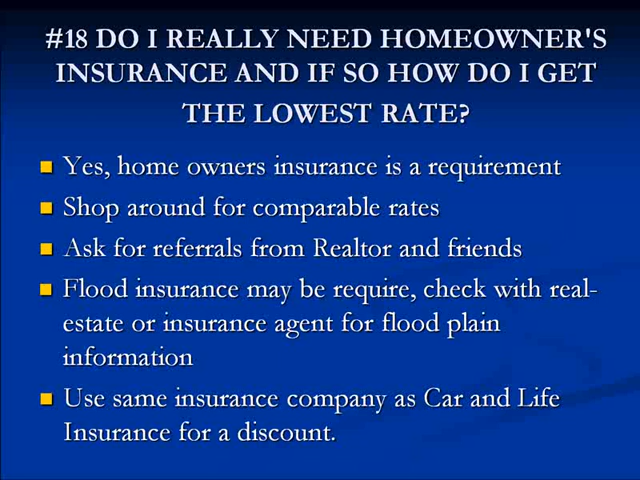 #18 DO I REALLY NEED HOMEOWNER'S
INSURANCE AND IF SO HOW DO I GET
THE LOWEST RATE?
Yes, home owners insurance is a requirement
Shop around for comparable rates
Ask for referrals from Realtor and friends
Flood insurance may be require, check with real-
estate or insurance agent for flood plain
information
Use same insurance company as Car and Life
Insurance for a discount.